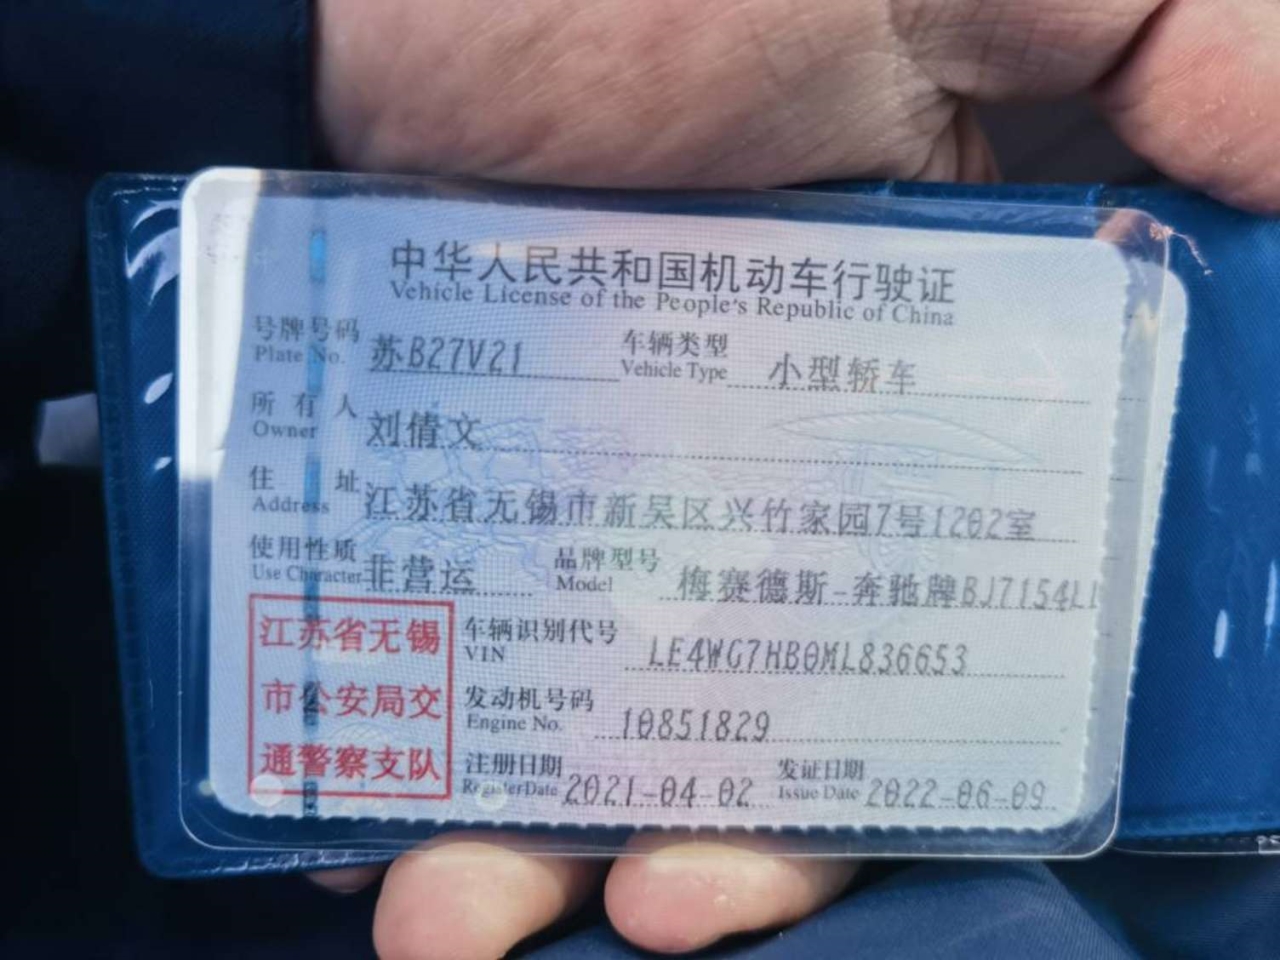 中华人民共和国机动车行驶证
Vehicle License of the People's Republic of China
号牌号码 苏B27V21 车辆类型 小型轿车
Plate No. Vehicle Type
所有人 刘倩文
Owner
住址 江苏省无锡市新吴区兴竹家园7号1202室
Address
使用性质 非营运 品牌型号 梅赛德斯-奔驰牌BJ7154L
Use Character Model
江苏省无锡
市公安局交
通警察支队
车辆识别代号 LE4WG7HB0ML836653
VIN
发动机号码 10851829
Engine No.
注册日期 2021-04-02 发证日期 2022-06-09
Register Date Issue Date